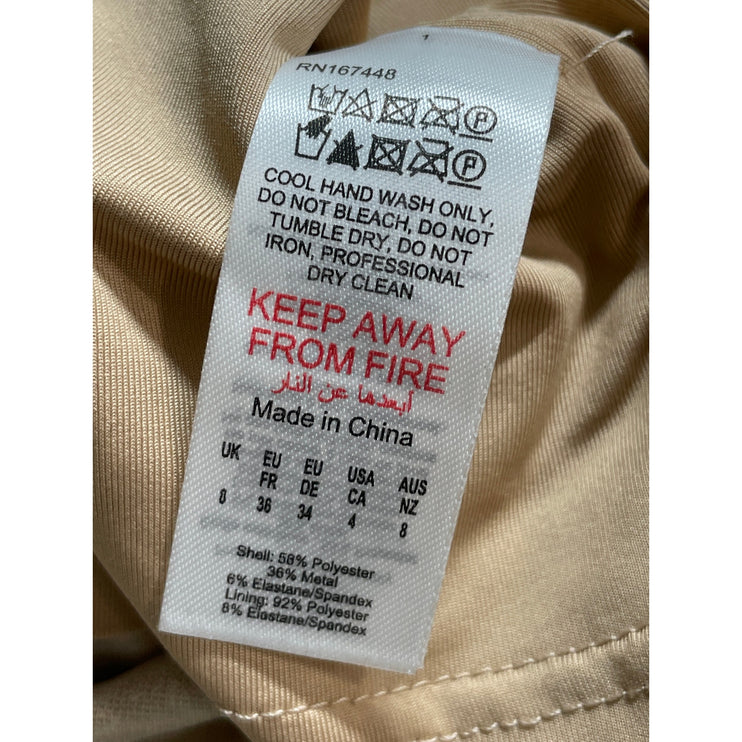 1
RN167448
COOL HAND WASH ONLY,
DO NOT BLEACH, DO NOT
TUMBLE DRY, DO NOT
IRON, PROFESSIONAL
DRY CLEAN
KEEP AWAY
FROM FIRE
أبعدها عن النار
Made in China
UK EU FR EU DE USA CA AUS NZ
8 36 34 4 8
Shell: 58% Polyester
36% Metal
6% Elastane/Spandex
Lining: 92% Polyester
8% Elastane/Spandex